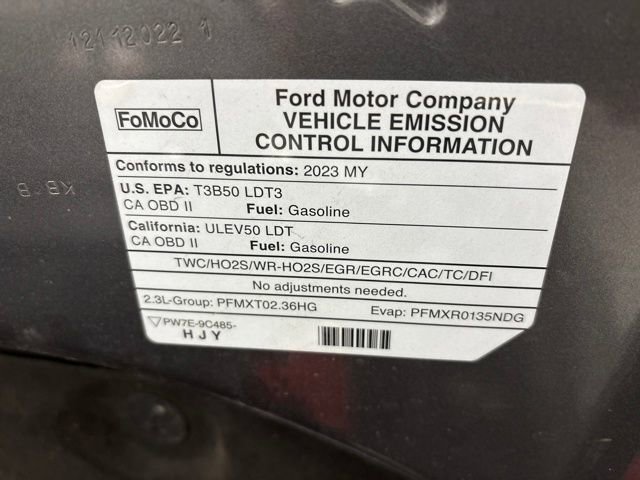 12112022 1
FoMoCo
Ford Motor Company
VEHICLE EMISSION
CONTROL INFORMATION
Conforms to regulations: 2023 MY
U.S. EPA: T3B50 LDT3
CA OBD II Fuel: Gasoline
California: ULEV50 LDT
CA OBD II Fuel: Gasoline
TWC/HO2S/WR-HO2S/EGR/EGRC/CAC/TC/DFI
No adjustments needed.
2.3L-Group: PFMXT02.36HG Evap: PFMXR0135NDG
PW7E-9C485-
H J Y